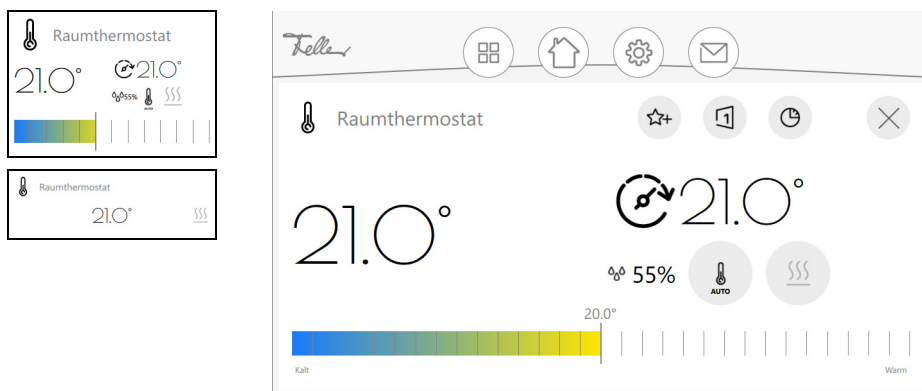 Raumthermostat
21.0°
21.0°
55%
AUTO
Raumthermostat
21.0°
Feller
Raumthermostat
1
21.0°
21.0°
55%
AUTO
20.0°
Kalt
Warm